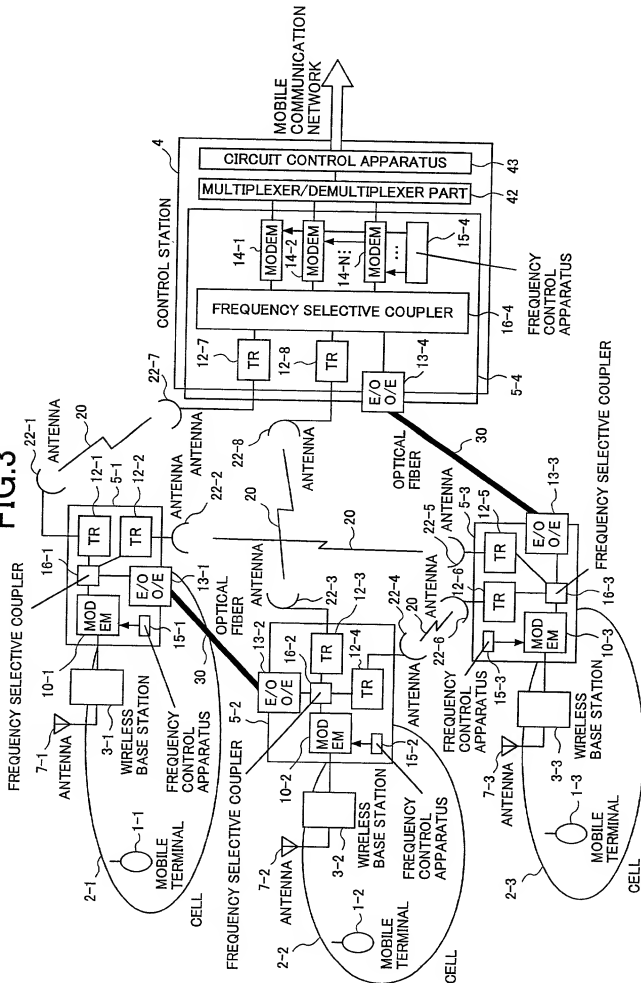 FIG.3
FREQUENCY SELECTIVE COUPLER
16-1
10-1
7-1
ANTENNA
3-1
WIRELESS
BASE STATION
FREQUENCY
CONTROL
APPARATUS
15-1
MOD
EM
2-1
1-1
MOBILE
TERMINAL
CELL
22-1
ANTENNA
20
12-1
5-1
12-2
TR
TR
ANTENNA
22-2
E/O
O/E
13-1
OPTICAL
FIBER
30
22-7
ANTENNA
CONTROL STATION
4
12-7
TR
12-8
TR
22-8
ANTENNA
14-1
MODEM
14-2
MODEM
14-N
MODEM
⋮
...
15-4
FREQUENCY
CONTROL
APPARATUS
FREQUENCY SELECTIVE COUPLER
16-4
E/O
O/E
13-4
5-4
MULTIPLEXER/DEMULTIPLEXER PART
42
CIRCUIT CONTROL APPARATUS
43
MOBILE
COMMUNICATION
NETWORK
FREQUENCY SELECTIVE COUPLER
5-2
13-2
E/O
O/E
16-2
10-2
MOD
EM
15-2
FREQUENCY
CONTROL
APPARATUS
7-2
ANTENNA
3-2
WIRELESS
BASE STATION
2-2
1-2
MOBILE
TERMINAL
CELL
20
ANTENNA
22-3
TR
12-3
TR
12-4
22-4
ANTENNA
20
20
ANTENNA
22-6
22-5
ANTENNA
5-3
12-5
12-6
TR
TR
OPTICAL
FIBER
30
13-3
E/O
O/E
FREQUENCY SELECTIVE COUPLER
16-3
10-3
MOD
EM
FREQUENCY
CONTROL
APPARATUS
15-3
7-3
ANTENNA
3-3
WIRELESS
BASE STATION
1-3
MOBILE
TERMINAL
2-3
CELL